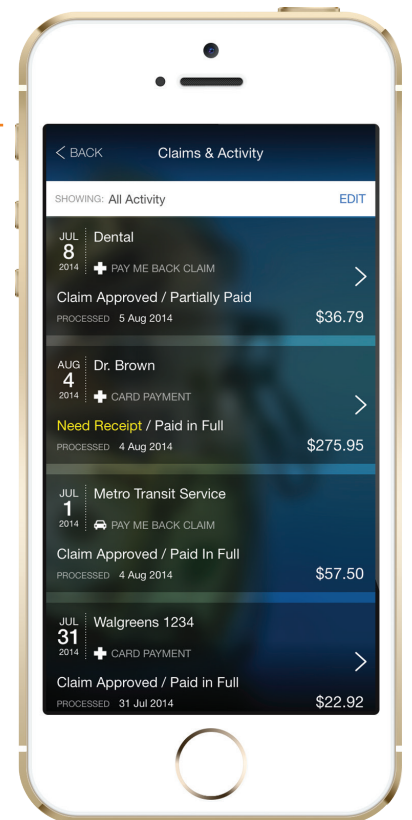 < BACK Claims & Activity
SHOWING: All Activity EDIT
JUL
8
2014
Dental
PAY ME BACK CLAIM
Claim Approved / Partially Paid
PROCESSED 5 Aug 2014 $36.79
AUG
4
2014
Dr. Brown
CARD PAYMENT
Need Receipt / Paid in Full
PROCESSED 4 Aug 2014 $275.95
JUL
1
2014
Metro Transit Service
PAY ME BACK CLAIM
Claim Approved / Paid In Full
PROCESSED 4 Aug 2014 $57.50
JUL
31
2014
Walgreens 1234
CARD PAYMENT
Claim Approved / Paid in Full
PROCESSED 31 Jul 2014 $22.92